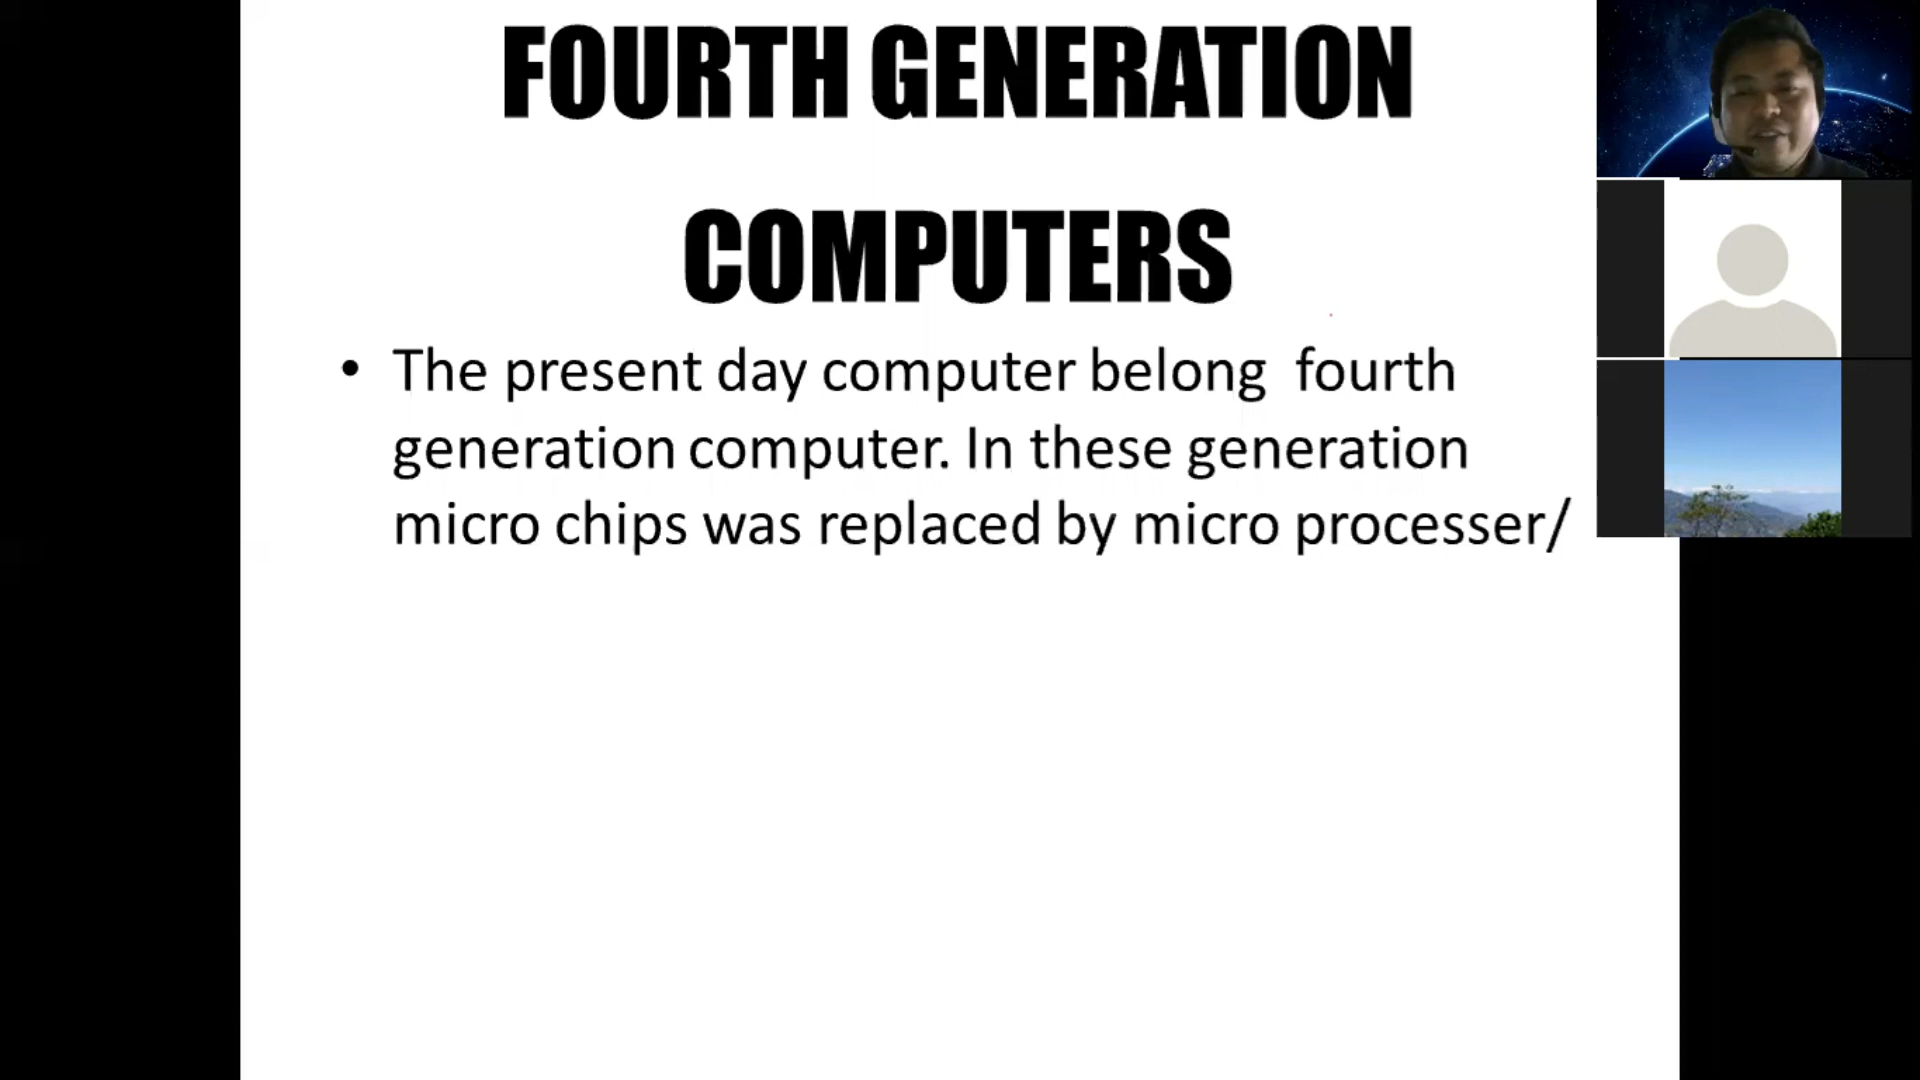 FOURTH GENERATION
COMPUTERS
• The present day computer belong fourth
generation computer. In these generation
micro chips was replaced by micro processer/